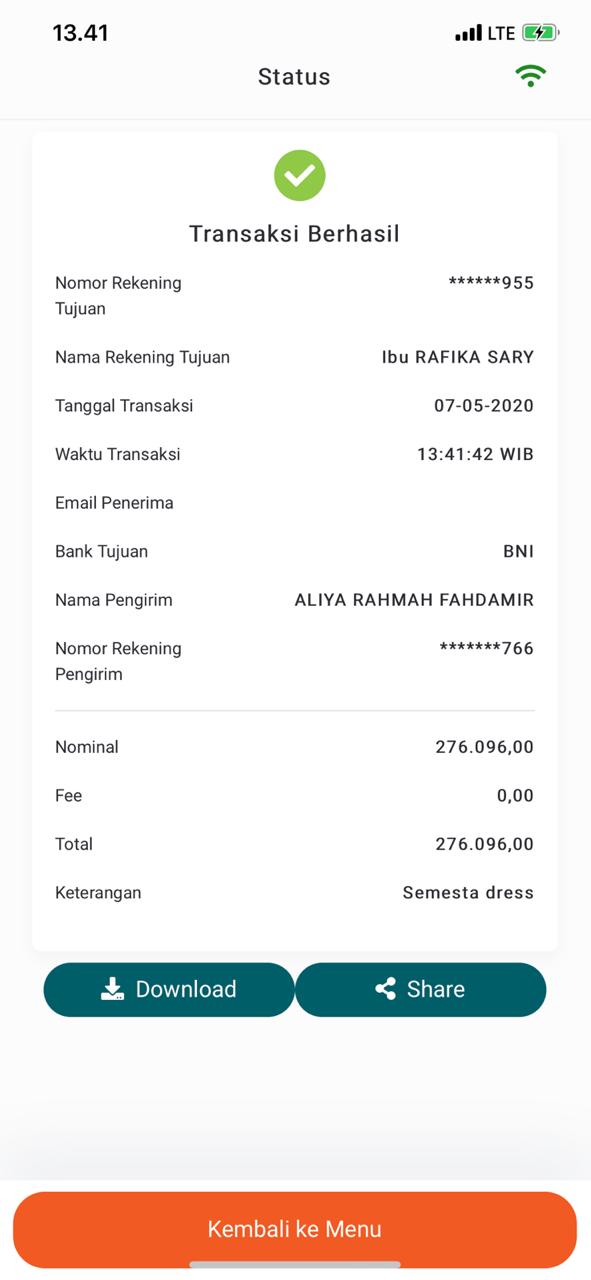 13.41
LTE
Status
Transaksi Berhasil
Nomor Rekening Tujuan ******955
Nama Rekening Tujuan Ibu RAFIKA SARY
Tanggal Transaksi 07-05-2020
Waktu Transaksi 13:41:42 WIB
Email Penerima
Bank Tujuan BNI
Nama Pengirim ALIYA RAHMAH FAHDAMIR
Nomor Rekening Pengirim *******766
Nominal 276.096,00
Fee 0,00
Total 276.096,00
Keterangan Semesta dress
Download
Share
Kembali ke Menu